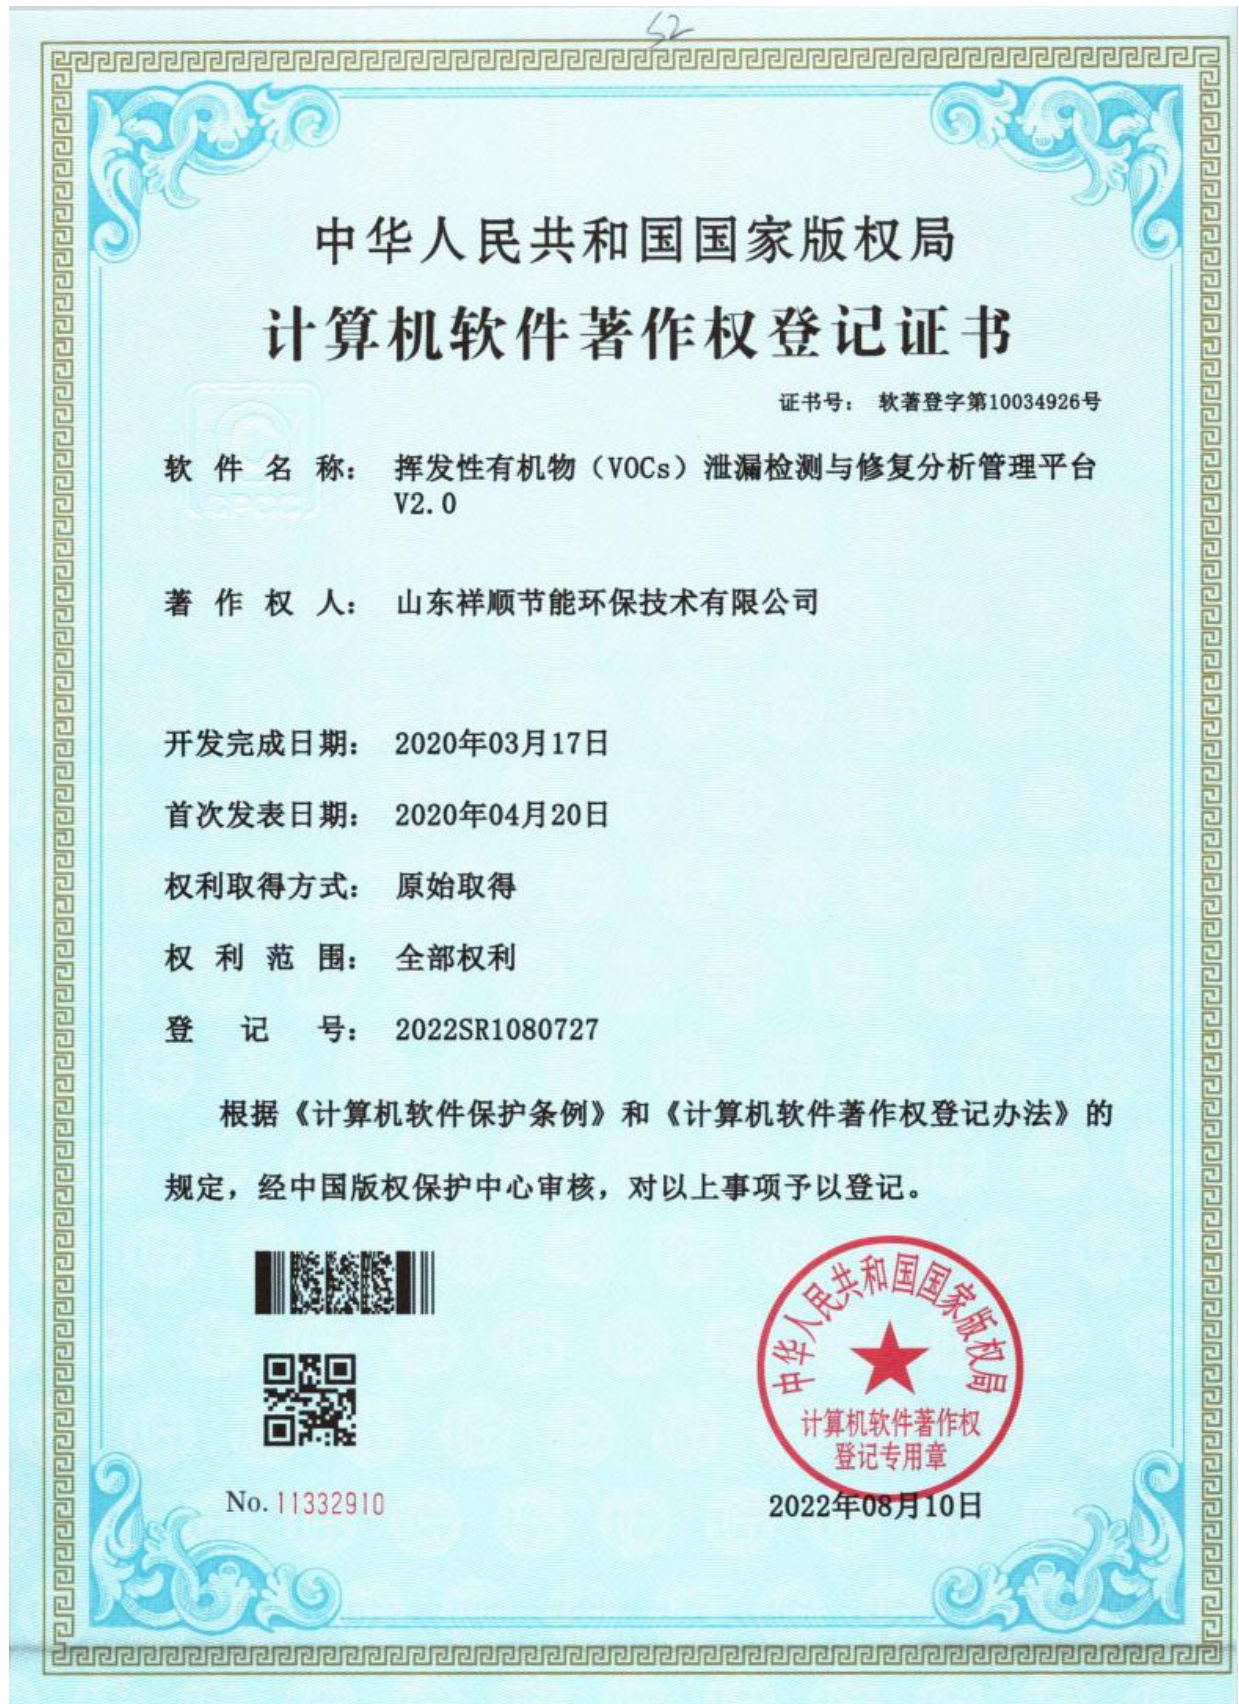 52
中华人民共和国国家版权局
计算机软件著作权登记证书
证书号： 软著登字第10034926号
软件名称： 挥发性有机物（VOCs）泄漏检测与修复分析管理平台
V2.0
著作权人： 山东祥顺节能环保技术有限公司
开发完成日期： 2020年03月17日
首次发表日期： 2020年04月20日
权利取得方式： 原始取得
权利范围： 全部权利
登记号： 2022SR1080727
根据《计算机软件保护条例》和《计算机软件著作权登记办法》的
规定，经中国版权保护中心审核，对以上事项予以登记。
中华人民共和国国家版权局
计算机软件著作权
登记专用章
No. 11332910
2022年08月10日